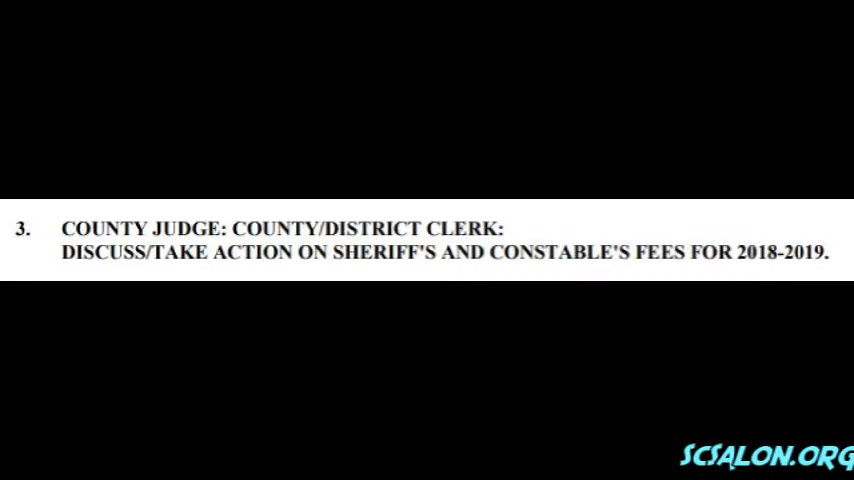 3. COUNTY JUDGE: COUNTY/DISTRICT CLERK:
DISCUSS/TAKE ACTION ON SHERIFF'S AND CONSTABLE'S FEES FOR 2018-2019.
SCSALON.ORG